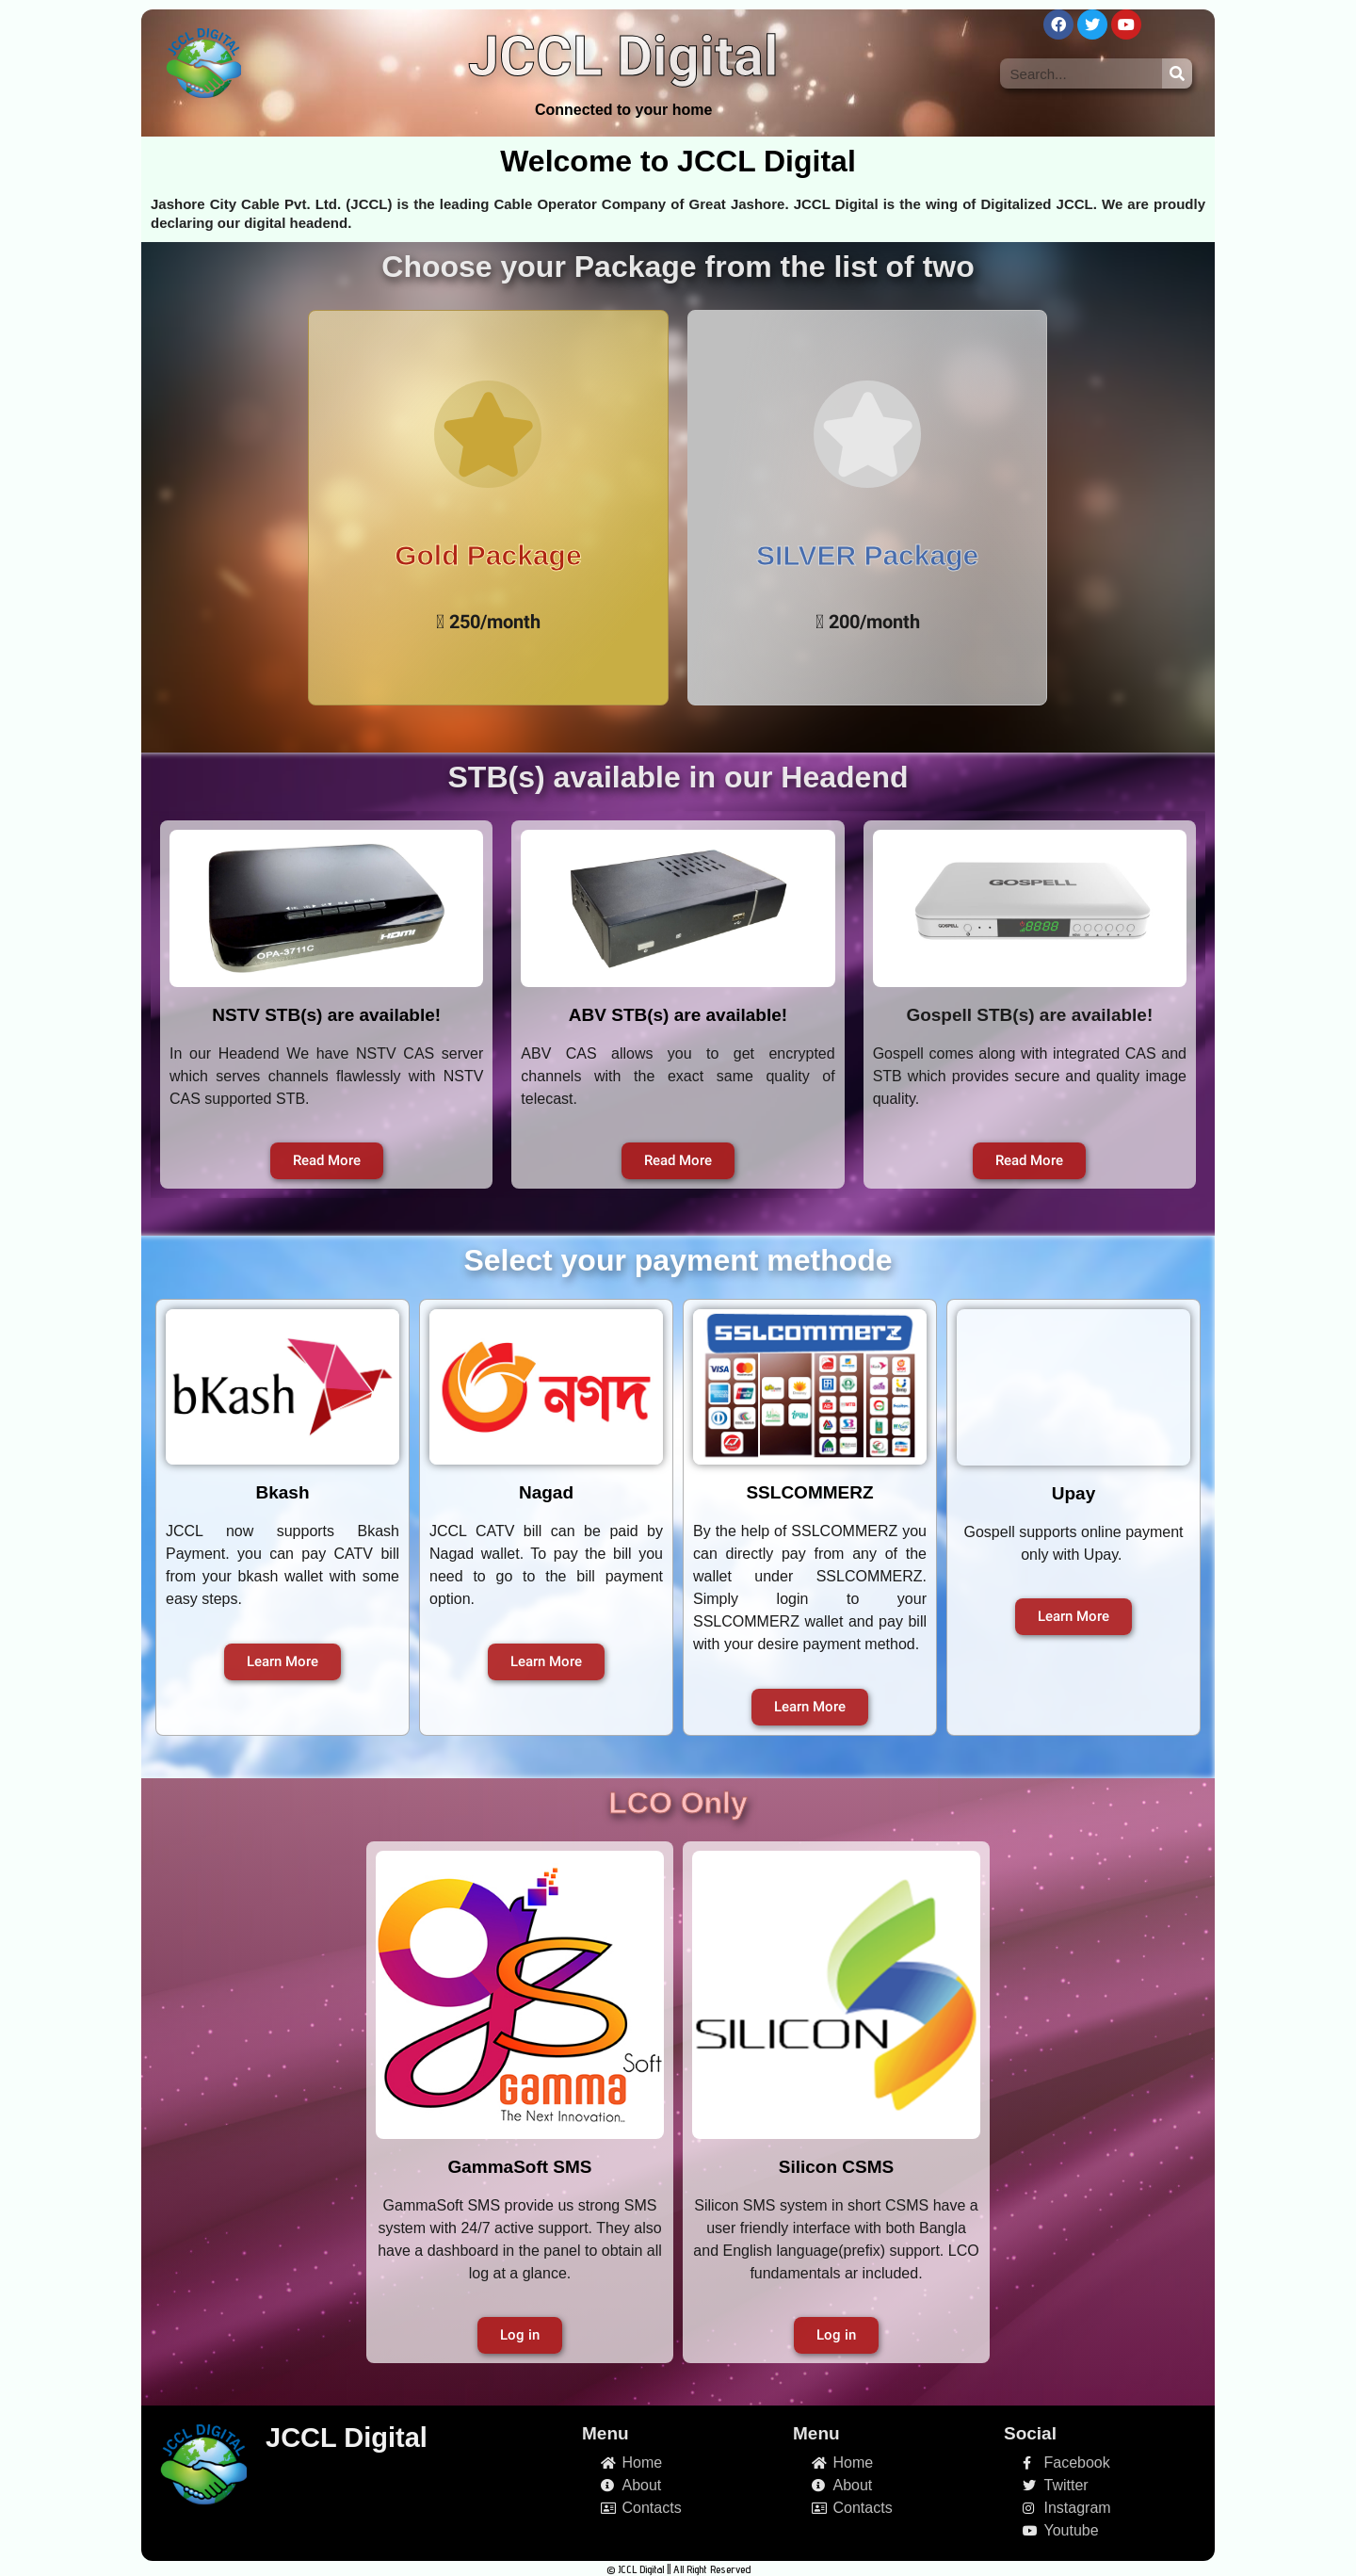 JCCL DIGITAL
JCCL Digital
Connected to your home
Search...
Welcome to JCCL Digital
Jashore City Cable Pvt. Ltd. (JCCL) is the leading Cable Operator Company of Great Jashore. JCCL Digital is the wing of Digitalized JCCL. We are proudly
declaring our digital headend.
Choose your Package from the list of two
Gold Package
250/month
SILVER Package
200/month
STB(s) available in our Headend
OPA-3711C
HDMI
NSTV STB(s) are available!
In our Headend We have NSTV CAS server
which serves channels flawlessly with NSTV
CAS supported STB.
Read More
ABV STB(s) are available!
ABV CAS allows you to get encrypted
channels with the exact same quality of
telecast.
Read More
GOSPELL
GOSPELL
8888
Gospell STB(s) are available!
Gospell comes along with integrated CAS and
STB which provides secure and quality image
quality.
Read More
Select your payment methode
bKash
Bkash
JCCL now supports Bkash
Payment. you can pay CATV bill
from your bkash wallet with some
easy steps.
Learn More
নগদ
Nagad
JCCL CATV bill can be paid by
Nagad wallet. To pay the bill you
need to go to the bill payment
option.
Learn More
SSLCOMMERZ
VISA
SSLCOMMERZ
By the help of SSLCOMMERZ you
can directly pay from any of the
wallet under SSLCOMMERZ.
Simply login to your
SSLCOMMERZ wallet and pay bill
with your desire payment method.
Learn More
Upay
Gospell supports online payment
only with Upay.
Learn More
LCO Only
gs
Soft
GAMMA
The Next Innovation..
GammaSoft SMS
GammaSoft SMS provide us strong SMS
system with 24/7 active support. They also
have a dashboard in the panel to obtain all
log at a glance.
Log in
SILICON
Silicon CSMS
Silicon SMS system in short CSMS have a
user friendly interface with both Bangla
and English language(prefix) support. LCO
fundamentals ar included.
Log in
JCCL DIGITAL
JCCL Digital
Menu
Home
About
Contacts
Menu
Home
About
Contacts
Social
Facebook
Twitter
Instagram
Youtube
© JCCL Digital || All Right Reserved